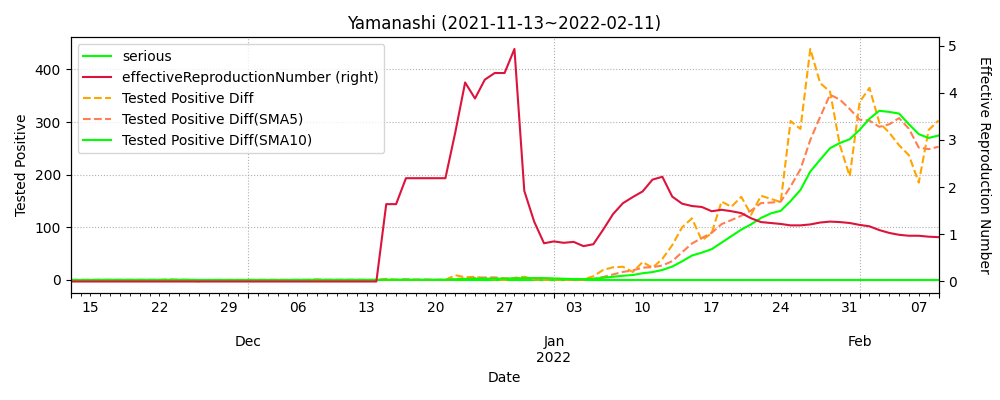 Yamanashi (2021-11-13~2022-02-11)
serious
effectiveReproductionNumber (right)
Tested Positive Diff
Tested Positive Diff(SMA5)
Tested Positive Diff(SMA10)
Tested Positive
400
300
200
100
0
5
4
3
2
1
0
Effective Reproduction Number
15 22 29 06 13 20 27 03 10 17 24 31 07
Dec Jan Feb
2022
Date